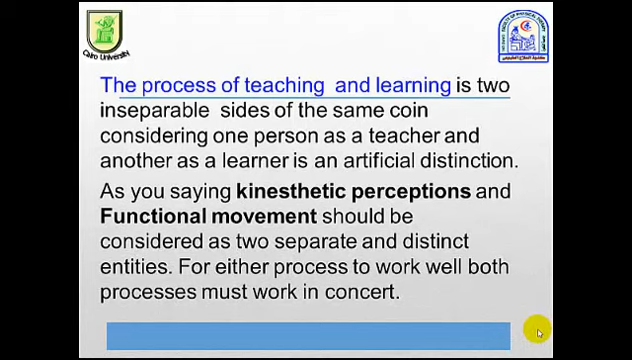 Cairo University
The process of teaching and learning is two
inseparable sides of the same coin
considering one person as a teacher and
another as a learner is an artificial distinction.
As you saying kinesthetic perceptions and
Functional movement should be
considered as two separate and distinct
entities. For either process to work well both
processes must work in concert.